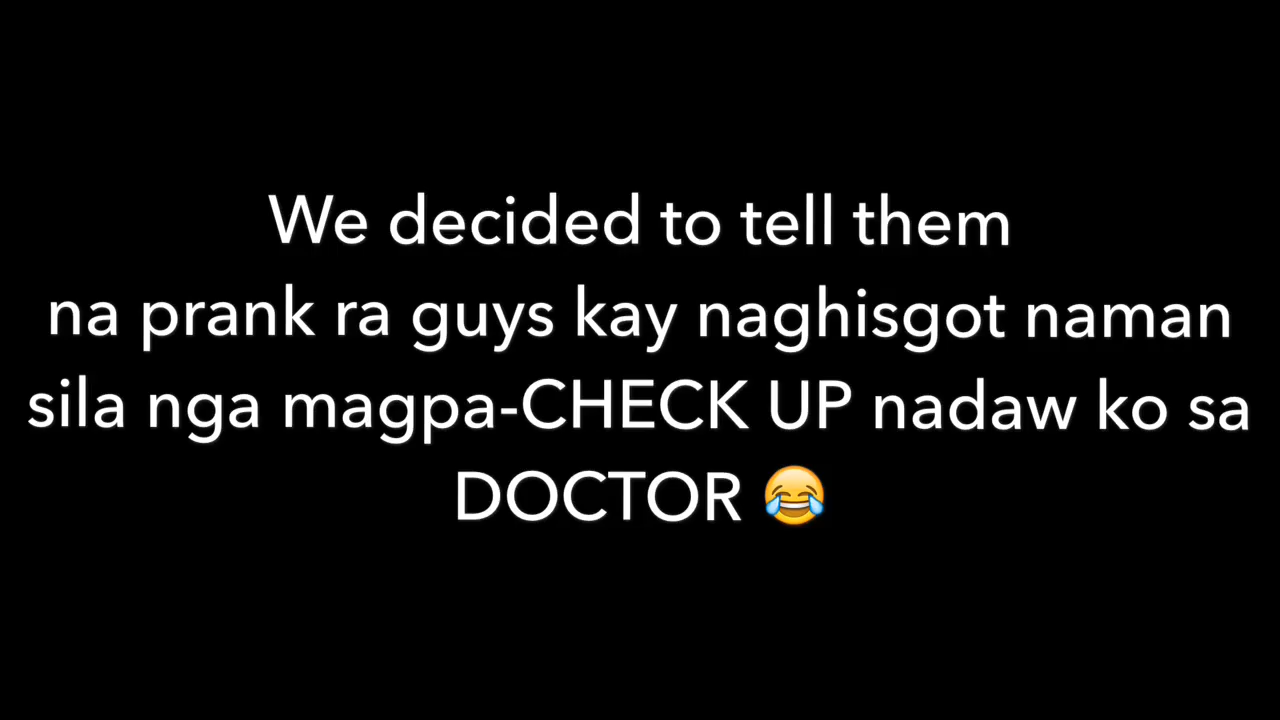 We decided to tell them
na prank ra guys kay naghisgot naman
sila nga magpa-CHECK UP nadaw ko sa
DOCTOR 😂